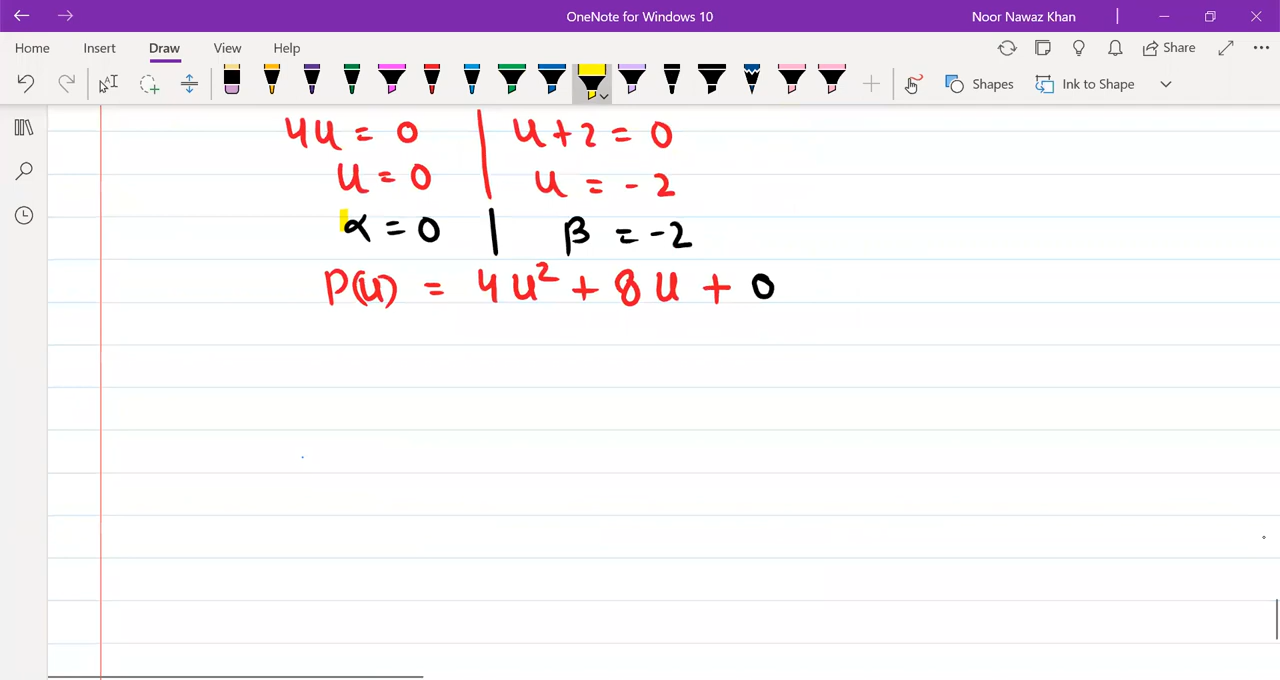 OneNote for Windows 10
Noor Nawaz Khan
Home Insert Draw View Help
Share
Shapes
Ink to Shape
4u = 0 | u + 2 = 0
u = 0 | u = - 2
α = 0 | β = -2
P(u) = 4u² + 8u + 0